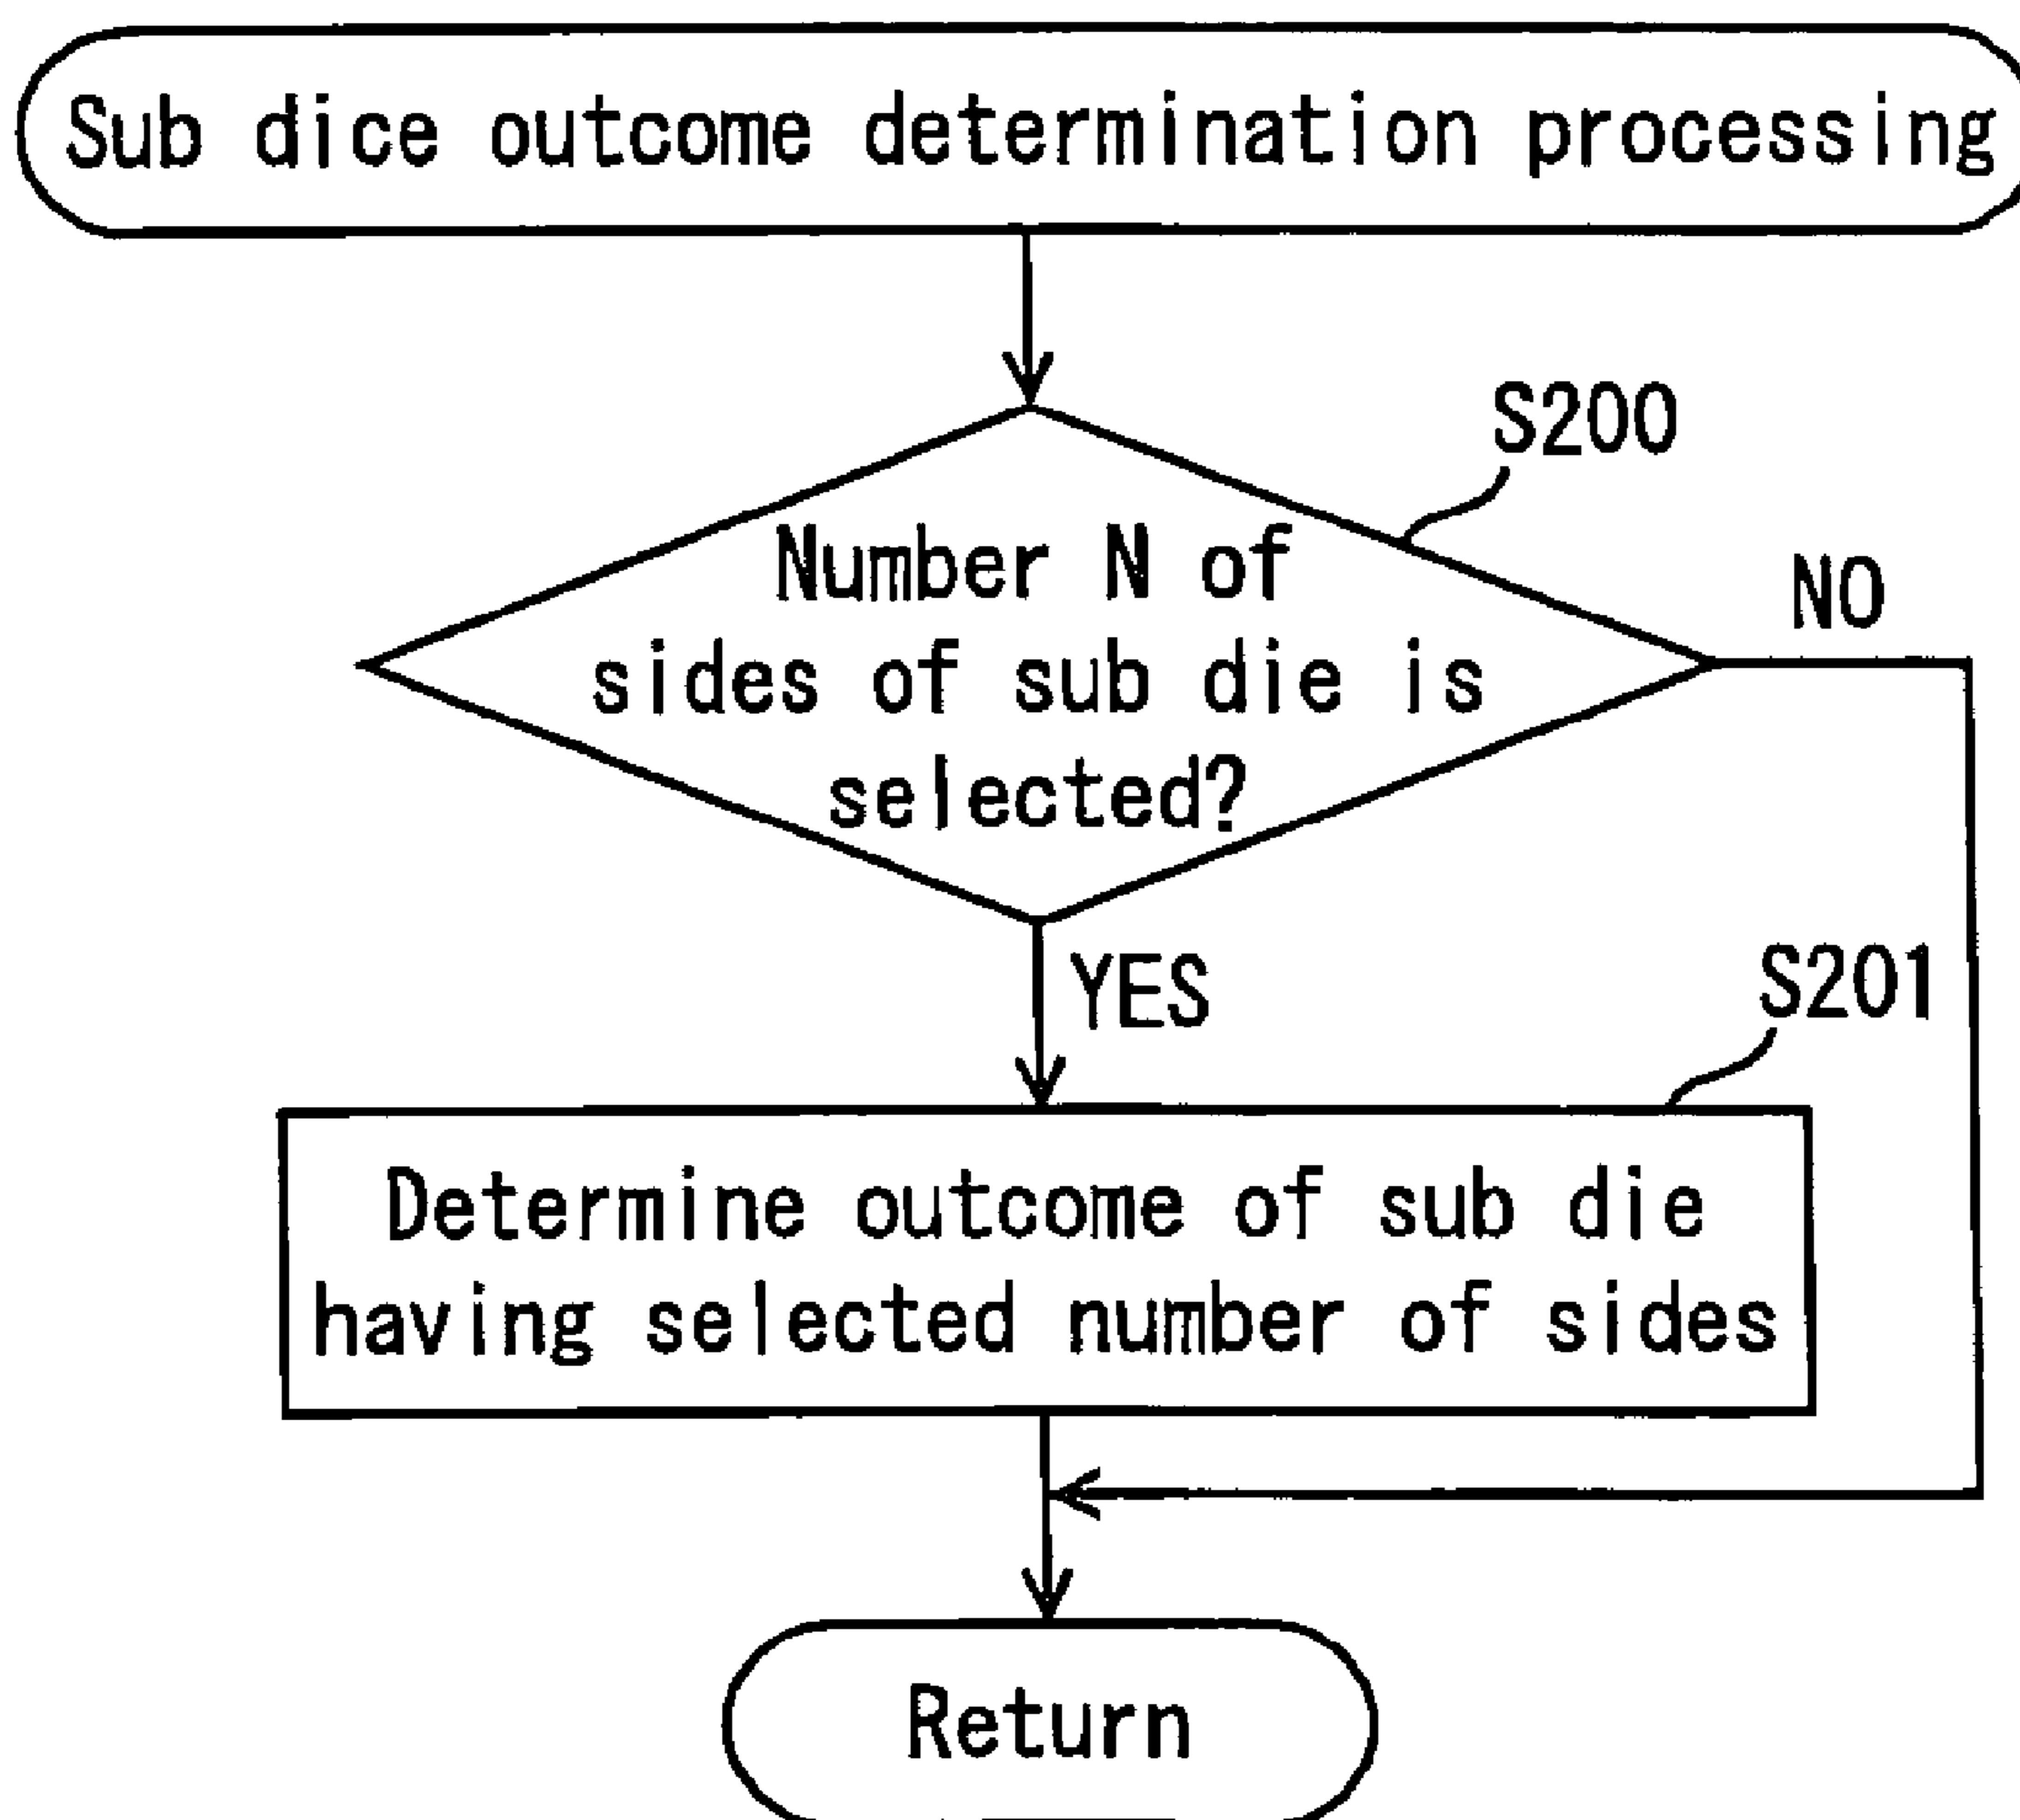 Sub dice outcome determination processing
S200
Number N of
sides of sub die is
selected?
NO
YES
S201
Determine outcome of sub die
having selected number of sides
Return